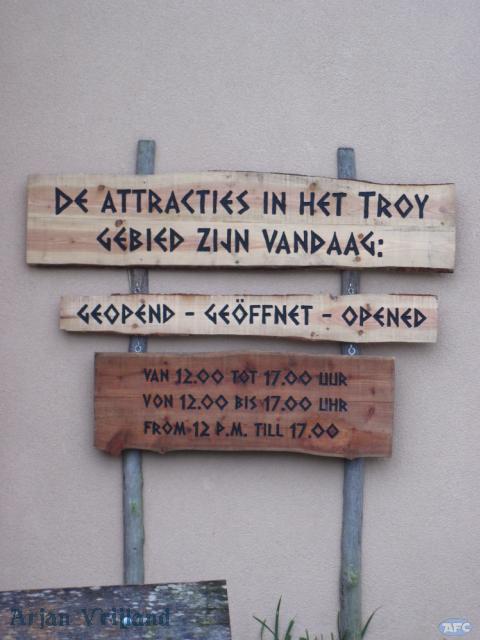 DE ATTRACTIES IN HET TROY
GEBIED ZIJN VANDAAG:
GEOPEND - GEÖFFNET - OPENED
VAN 12.00 TOT 17.00 UUR
VON 12.00 BIS 17.00 UHR
FROM 12 P.M. TILL 17.00
Arjan Vrijland
AFC